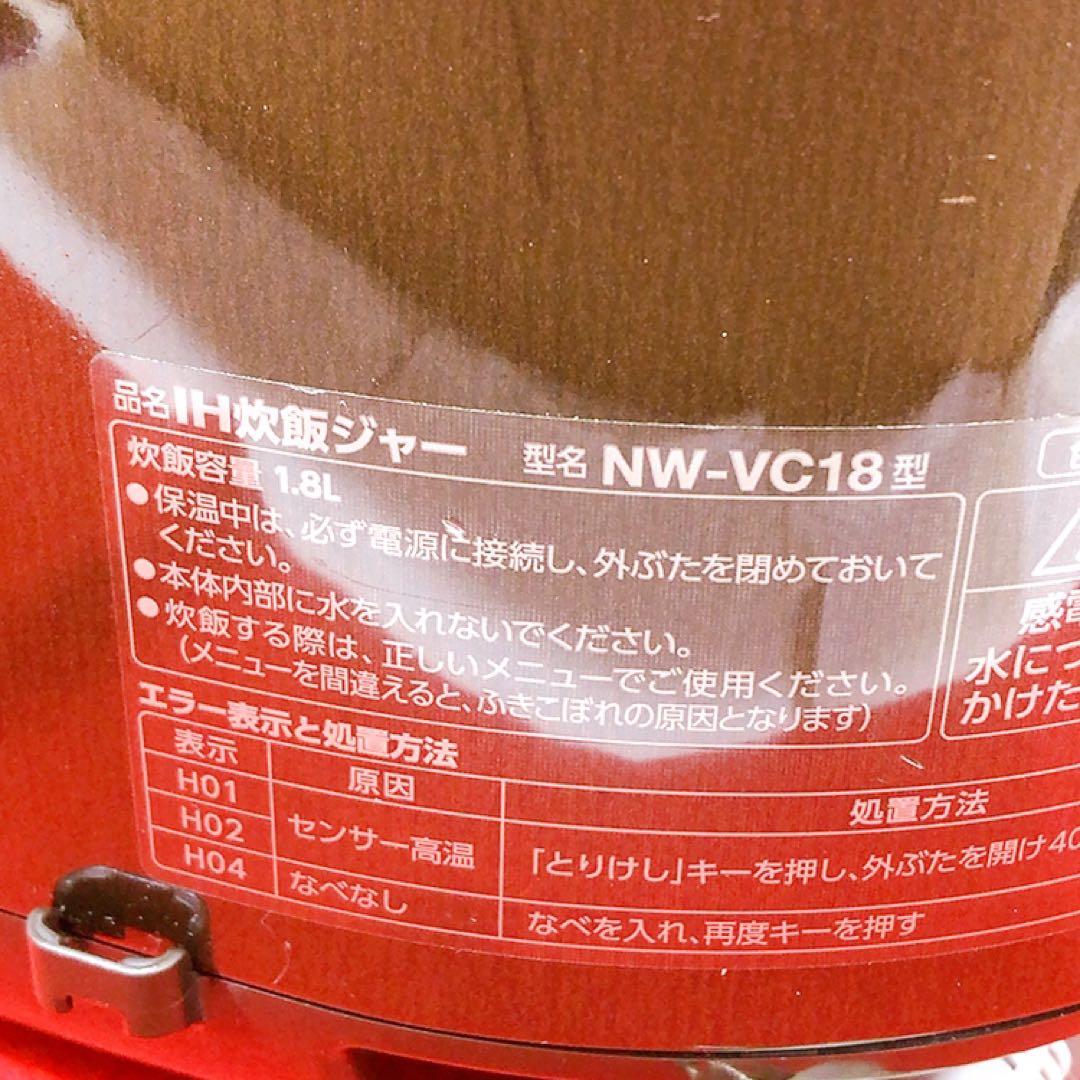 品名 IH炊飯ジャー 型名 NW-VC18型
炊飯容量 1.8L
●保温中は、必ず電源に接続し、外ぶたを閉めておいて
ください。
●本体内部に水を入れないでください。
●炊飯する際は、正しいメニューでご使用ください。
(メニューを間違えると、ふきこぼれの原因となります)
感電
水につ
かけた
エラー表示と処置方法
表示 原因 処置方法
H01
H02 センサー高温 「とりけし」キーを押し、外ぶたを開け40
H04 なべなし なべを入れ、再度キーを押す